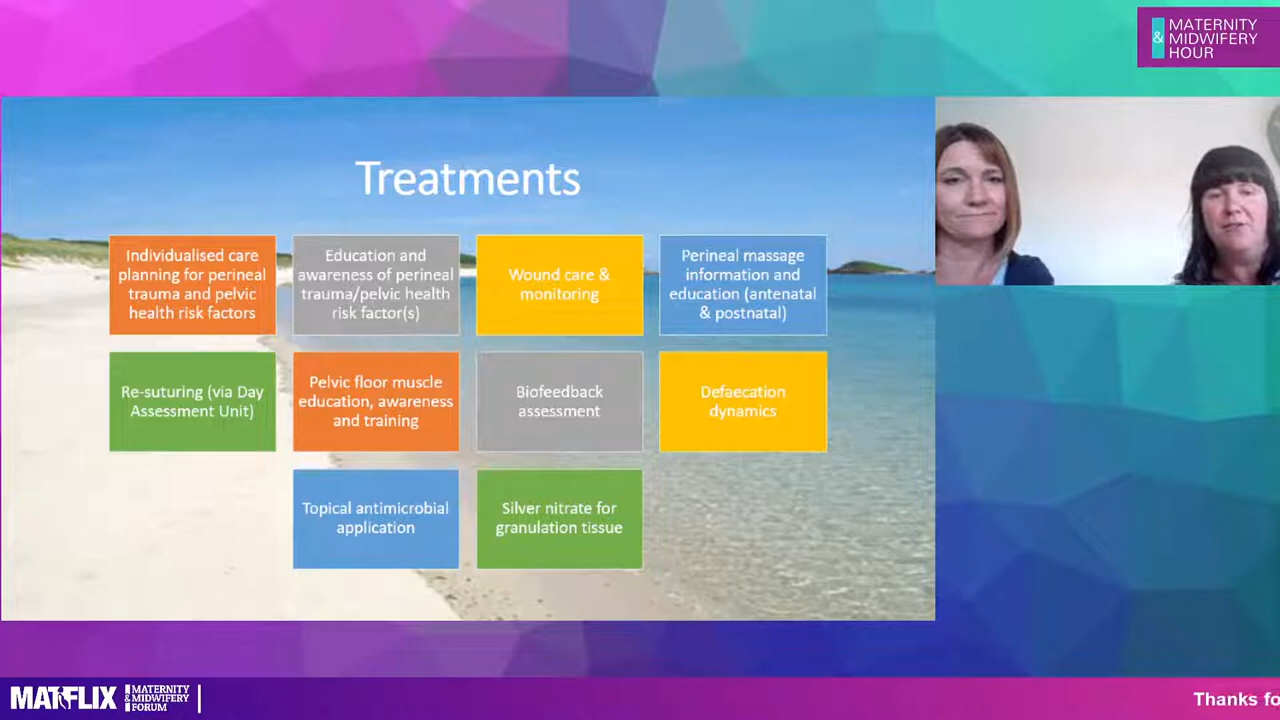 MATERNITY
& MIDWIFERY
HOUR
Treatments
Individualised care
planning for perineal
trauma and pelvic
health risk factors
Education and
awareness of perineal
trauma/pelvic health
risk factor(s)
Wound care &
monitoring
Perineal massage
information and
education (antenatal
& postnatal)
Re-suturing (via Day
Assessment Unit)
Pelvic floor muscle
education, awareness
and training
Biofeedback
assessment
Defaecation
dynamics
Topical antimicrobial
application
Silver nitrate for
granulation tissue
MATFLIX
MATERNITY
& MIDWIFERY
FORUM
Thanks fo